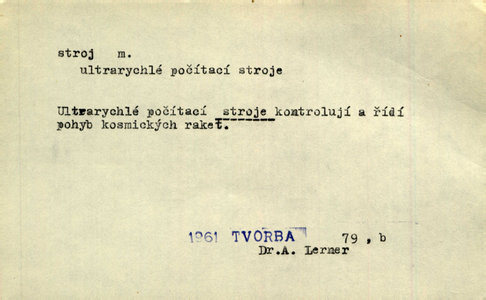 stroj m.
ultrarychlé počítací stroje
Ultrarychlé počítací stroje kontrolují a řídí
pohyb kosmických raket.
1961 TVORBA 79, b
Dr.A. Lerner